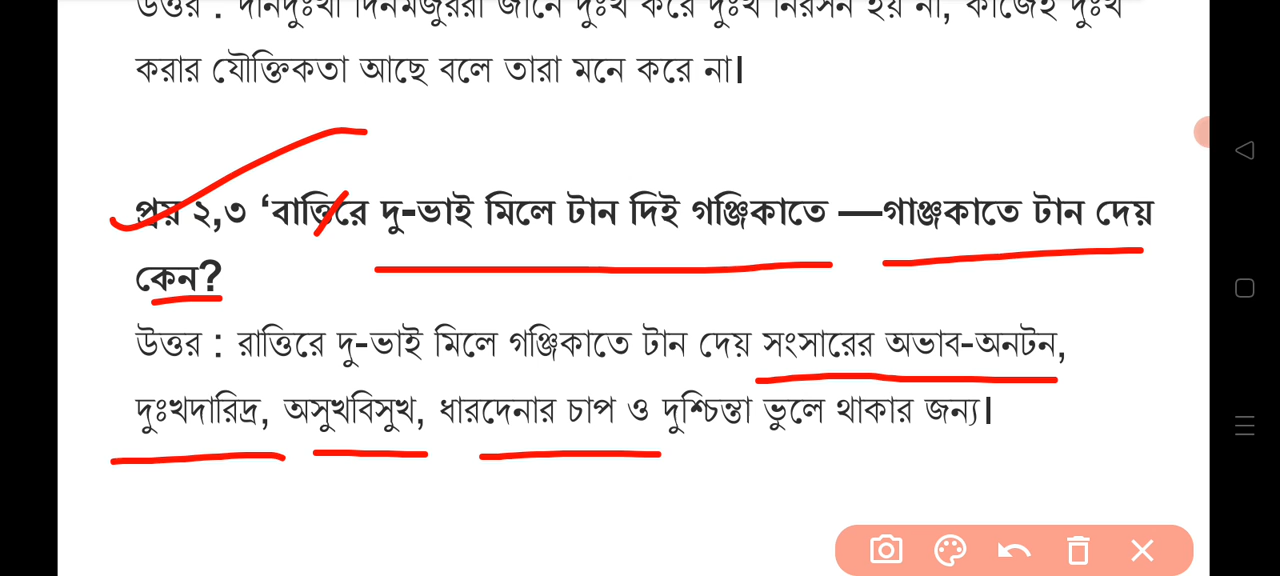 উত্তর : দীনদুঃখী দিনমজুররা জানে দুঃখ করে দুঃখ নিরসন হয় না, কাজেই দুঃখ
করার যৌক্তিকতা আছে বলে তারা মনে করে না।
প্রয় ২,৩ ‘বাত্তিরে দু-ভাই মিলে টান দিই গঞ্জিকাতে —গাঞ্জকাতে টান দেয়
কেন?
উত্তর : রাত্তিরে দু-ভাই মিলে গঞ্জিকাতে টান দেয় সংসারের অভাব-অনটন,
দুঃখদারিদ্র, অসুখবিসুখ, ধারদেনার চাপ ও দুশ্চিন্তা ভুলে থাকার জন্য।